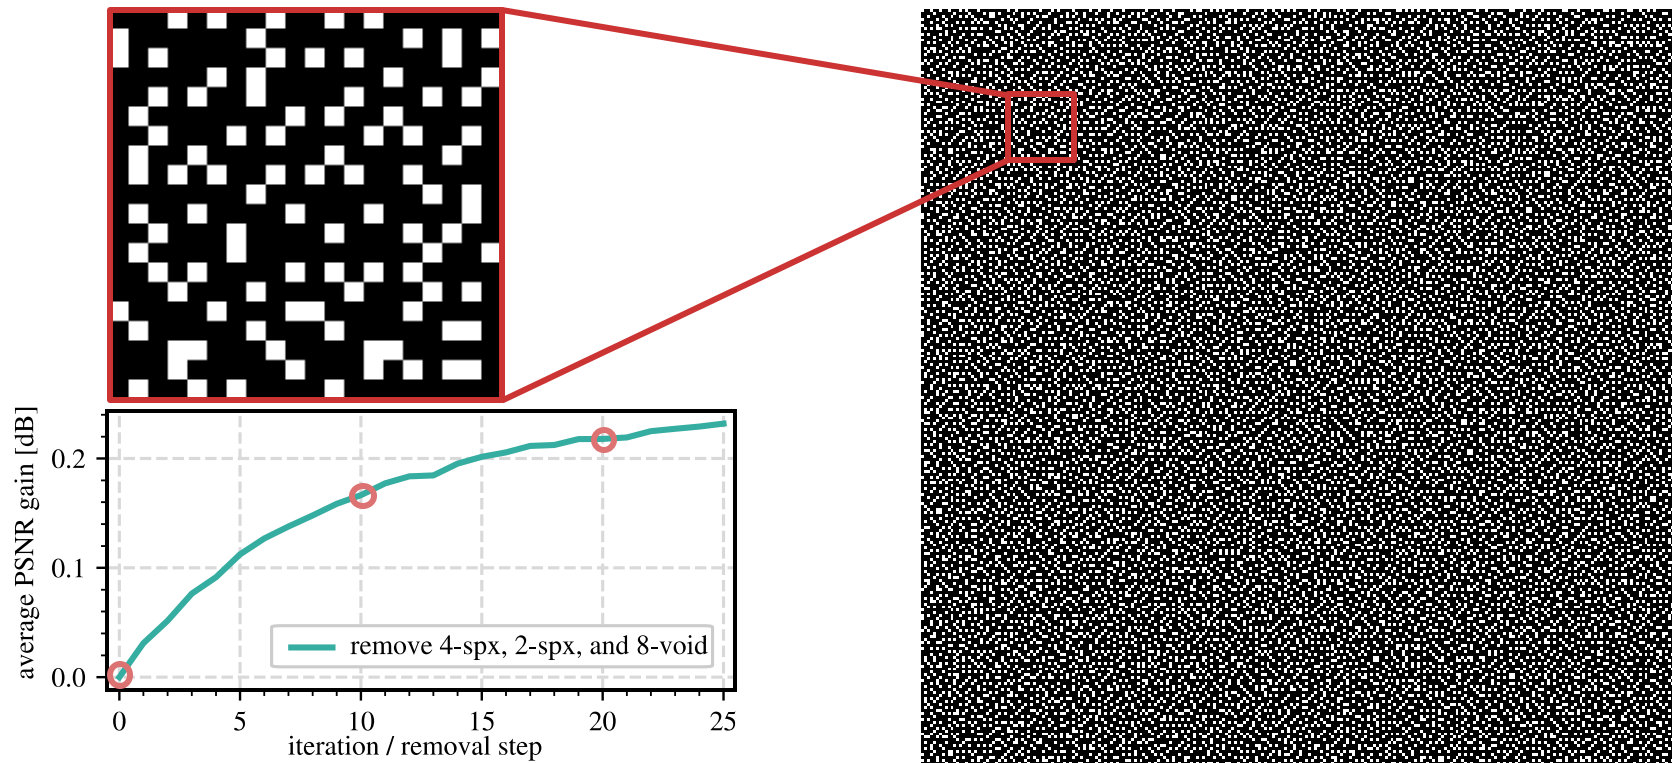 average PSNR gain [dB]
0.2
0.1
0.0
remove 4-spx, 2-spx, and 8-void
0 5 10 15 20 25
iteration / removal step